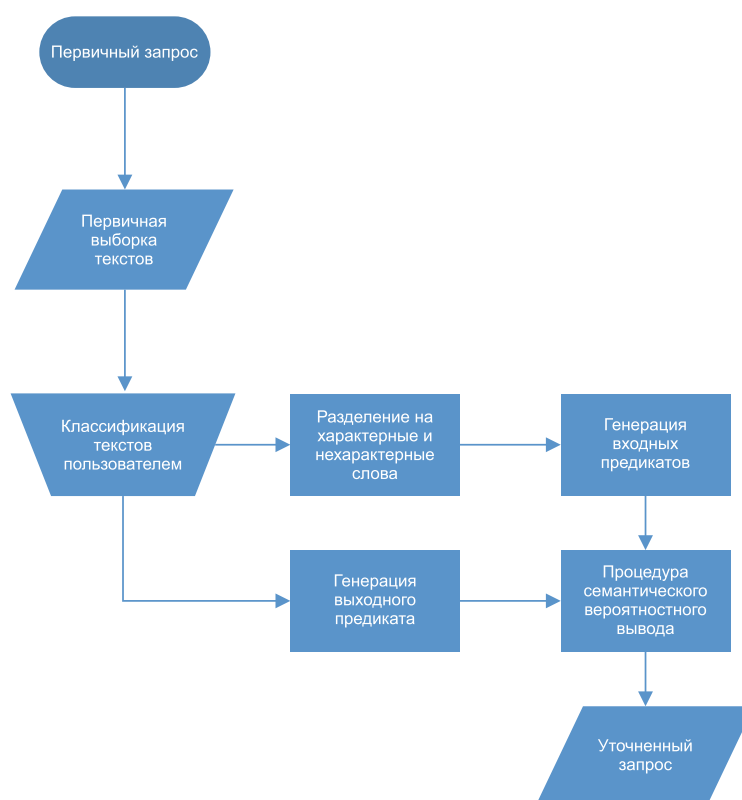 Первичный запрос
Первичная
выборка
текстов
Классификация
текстов
пользователем
Разделение на
характерные и
нехарактерные
слова
Генерация
входных
предикатов
Генерация
выходного
предиката
Процедура
семантического
вероятностного
вывода
Уточненный
запрос